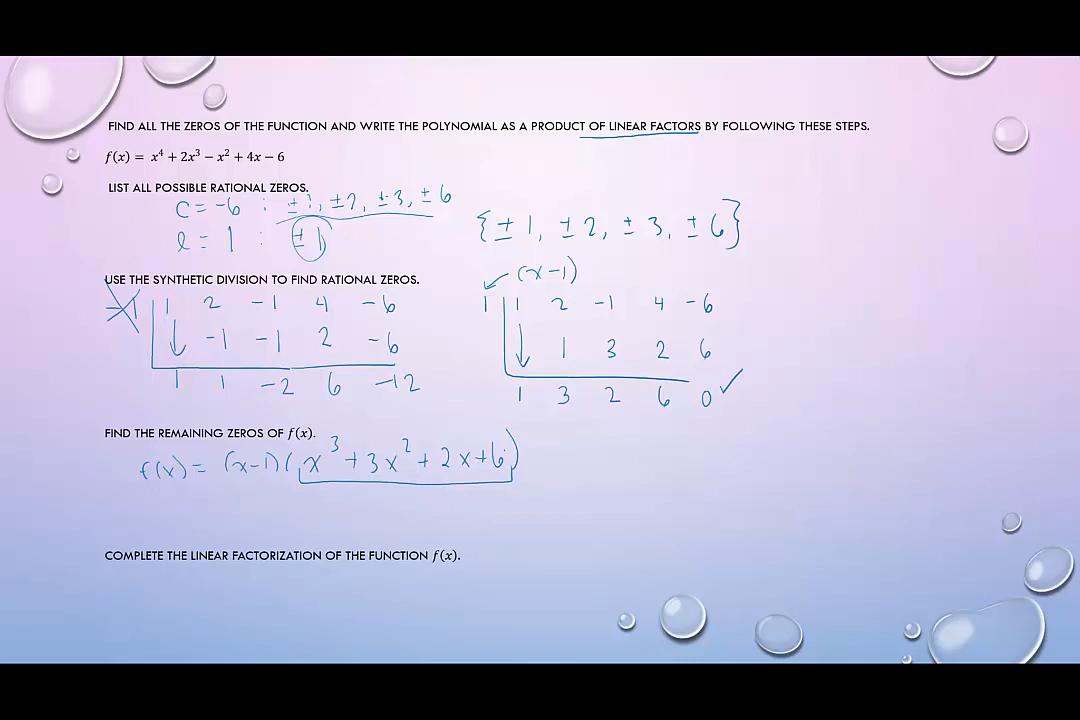 FIND ALL THE ZEROS OF THE FUNCTION AND WRITE THE POLYNOMIAL AS A PRODUCT OF LINEAR FACTORS BY FOLLOWING THESE STEPS.
f(x) = x⁴ + 2x³ − x² + 4x − 6
LIST ALL POSSIBLE RATIONAL ZEROS.
c = -6 : ±1, ±2, ±3, ±6
l = 1 : ±1
{±1, ±2, ±3, ±6}
USE THE SYNTHETIC DIVISION TO FIND RATIONAL ZEROS.
-1 | 1 2 -1 4 -6
↓ -1 -1 2 -6
1 1 -2 6 -12
(x-1)
1 | 1 2 -1 4 -6
↓ 1 3 2 6
1 3 2 6 0 ✓
FIND THE REMAINING ZEROS OF f(x).
f(x) = (x-1)(x³ + 3x² + 2x + 6)
COMPLETE THE LINEAR FACTORIZATION OF THE FUNCTION f(x).